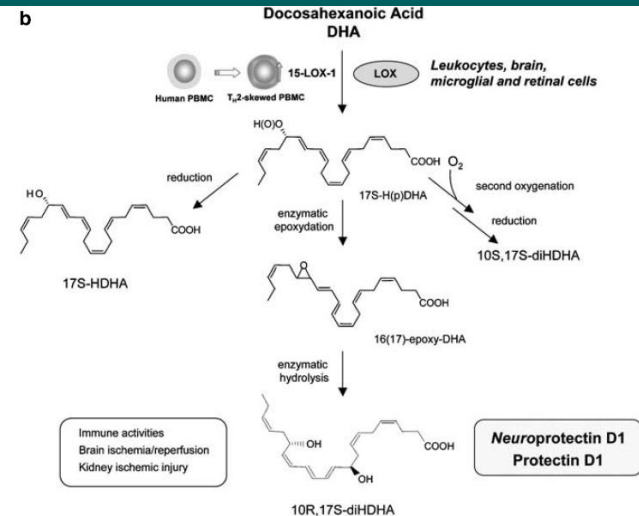 b
Docosahexanoic Acid
DHA
15-LOX-1
LOX
Leukocytes, brain,
microglial and retinal cells
Human PBMC
TH2-skewed PBMC
H(O)O
COOH
O2
17S-H(p)DHA
second oxygenation
reduction
reduction
HO
COOH
enzymatic
epoxydation
10S,17S-diHDHA
17S-HDHA
O
COOH
16(17)-epoxy-DHA
enzymatic
hydrolysis
Immune activities
Brain ischemia/reperfusion
Kidney ischemic injury
OH
COOH
OH
Neuroprotectin D1
Protectin D1
10R,17S-diHDHA